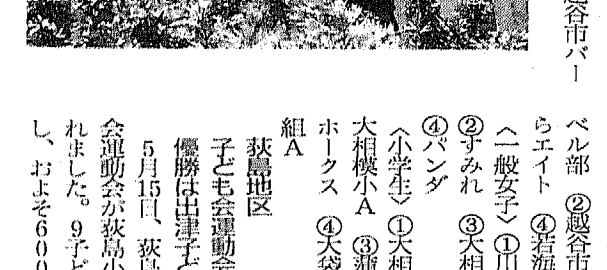 谷市バー
ベル部 ②越谷市
らエイト ④若海
〈一般女子〉①川
②すみれ ③大相
④パンダ
〈小学生〉①大相
大相模小A ③蒲
ホークス ④大袋
組A
荻島地区
子ども会運動会
優勝は出津子ど
5月15日、荻島
会運動会が荻島小
れました。9子ど
し、およそ600